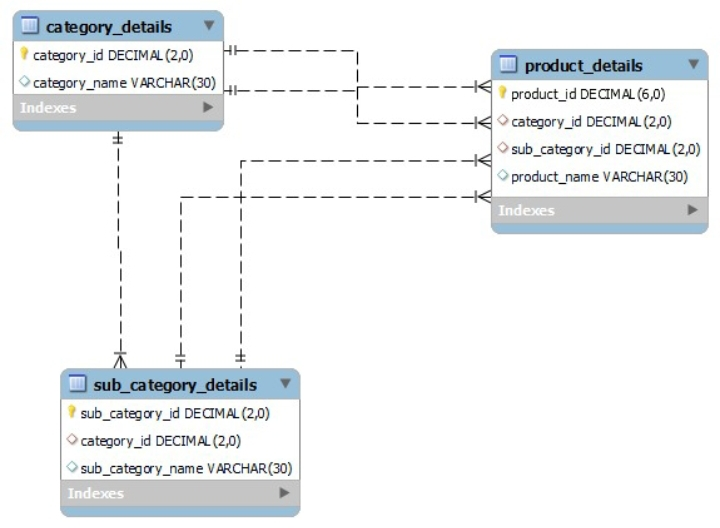 category_details
category_id DECIMAL(2,0)
category_name VARCHAR(30)
Indexes
product_details
product_id DECIMAL(6,0)
category_id DECIMAL(2,0)
sub_category_id DECIMAL(2,0)
product_name VARCHAR(30)
Indexes
sub_category_details
sub_category_id DECIMAL(2,0)
category_id DECIMAL(2,0)
sub_category_name VARCHAR(30)
Indexes